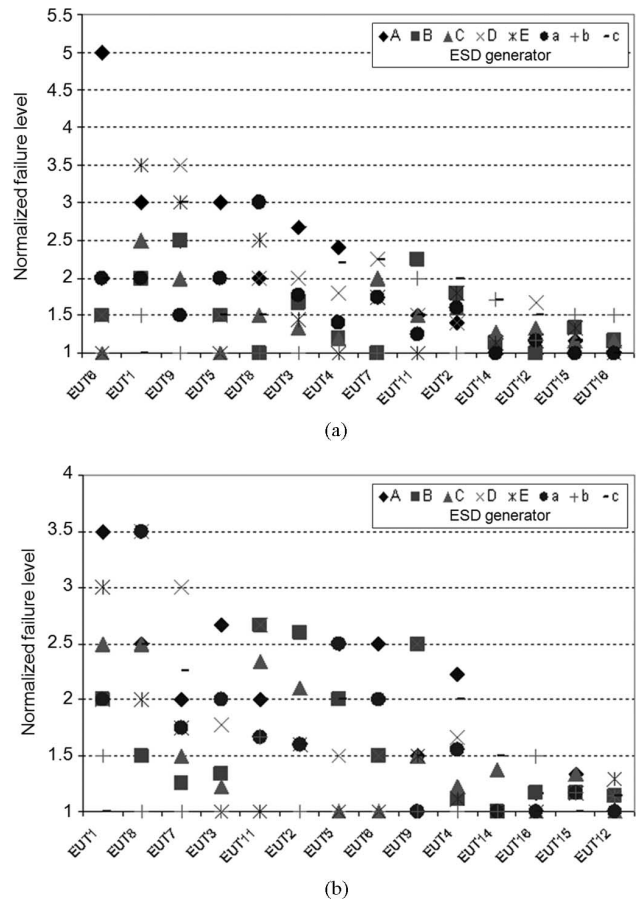 5.5
5
4.5
4
3.5
3
2.5
2
1.5
1
Normalized failure level
A B C D E a b c
ESD generator
EUT6 EUT1 EUT9 EUT5 EUT8 EUT3 EUT4 EUT7 EUT11 EUT2 EUT14 EUT12 EUT15 EUT16
(a)
4
3.5
3
2.5
2
1.5
1
Normalized failure level
A B C D E a b c
ESD generator
EUT1 EUT8 EUT7 EUT3 EUT11 EUT2 EUT5 EUT6 EUT9 EUT4 EUT14 EUT16 EUT15 EUT12
(b)